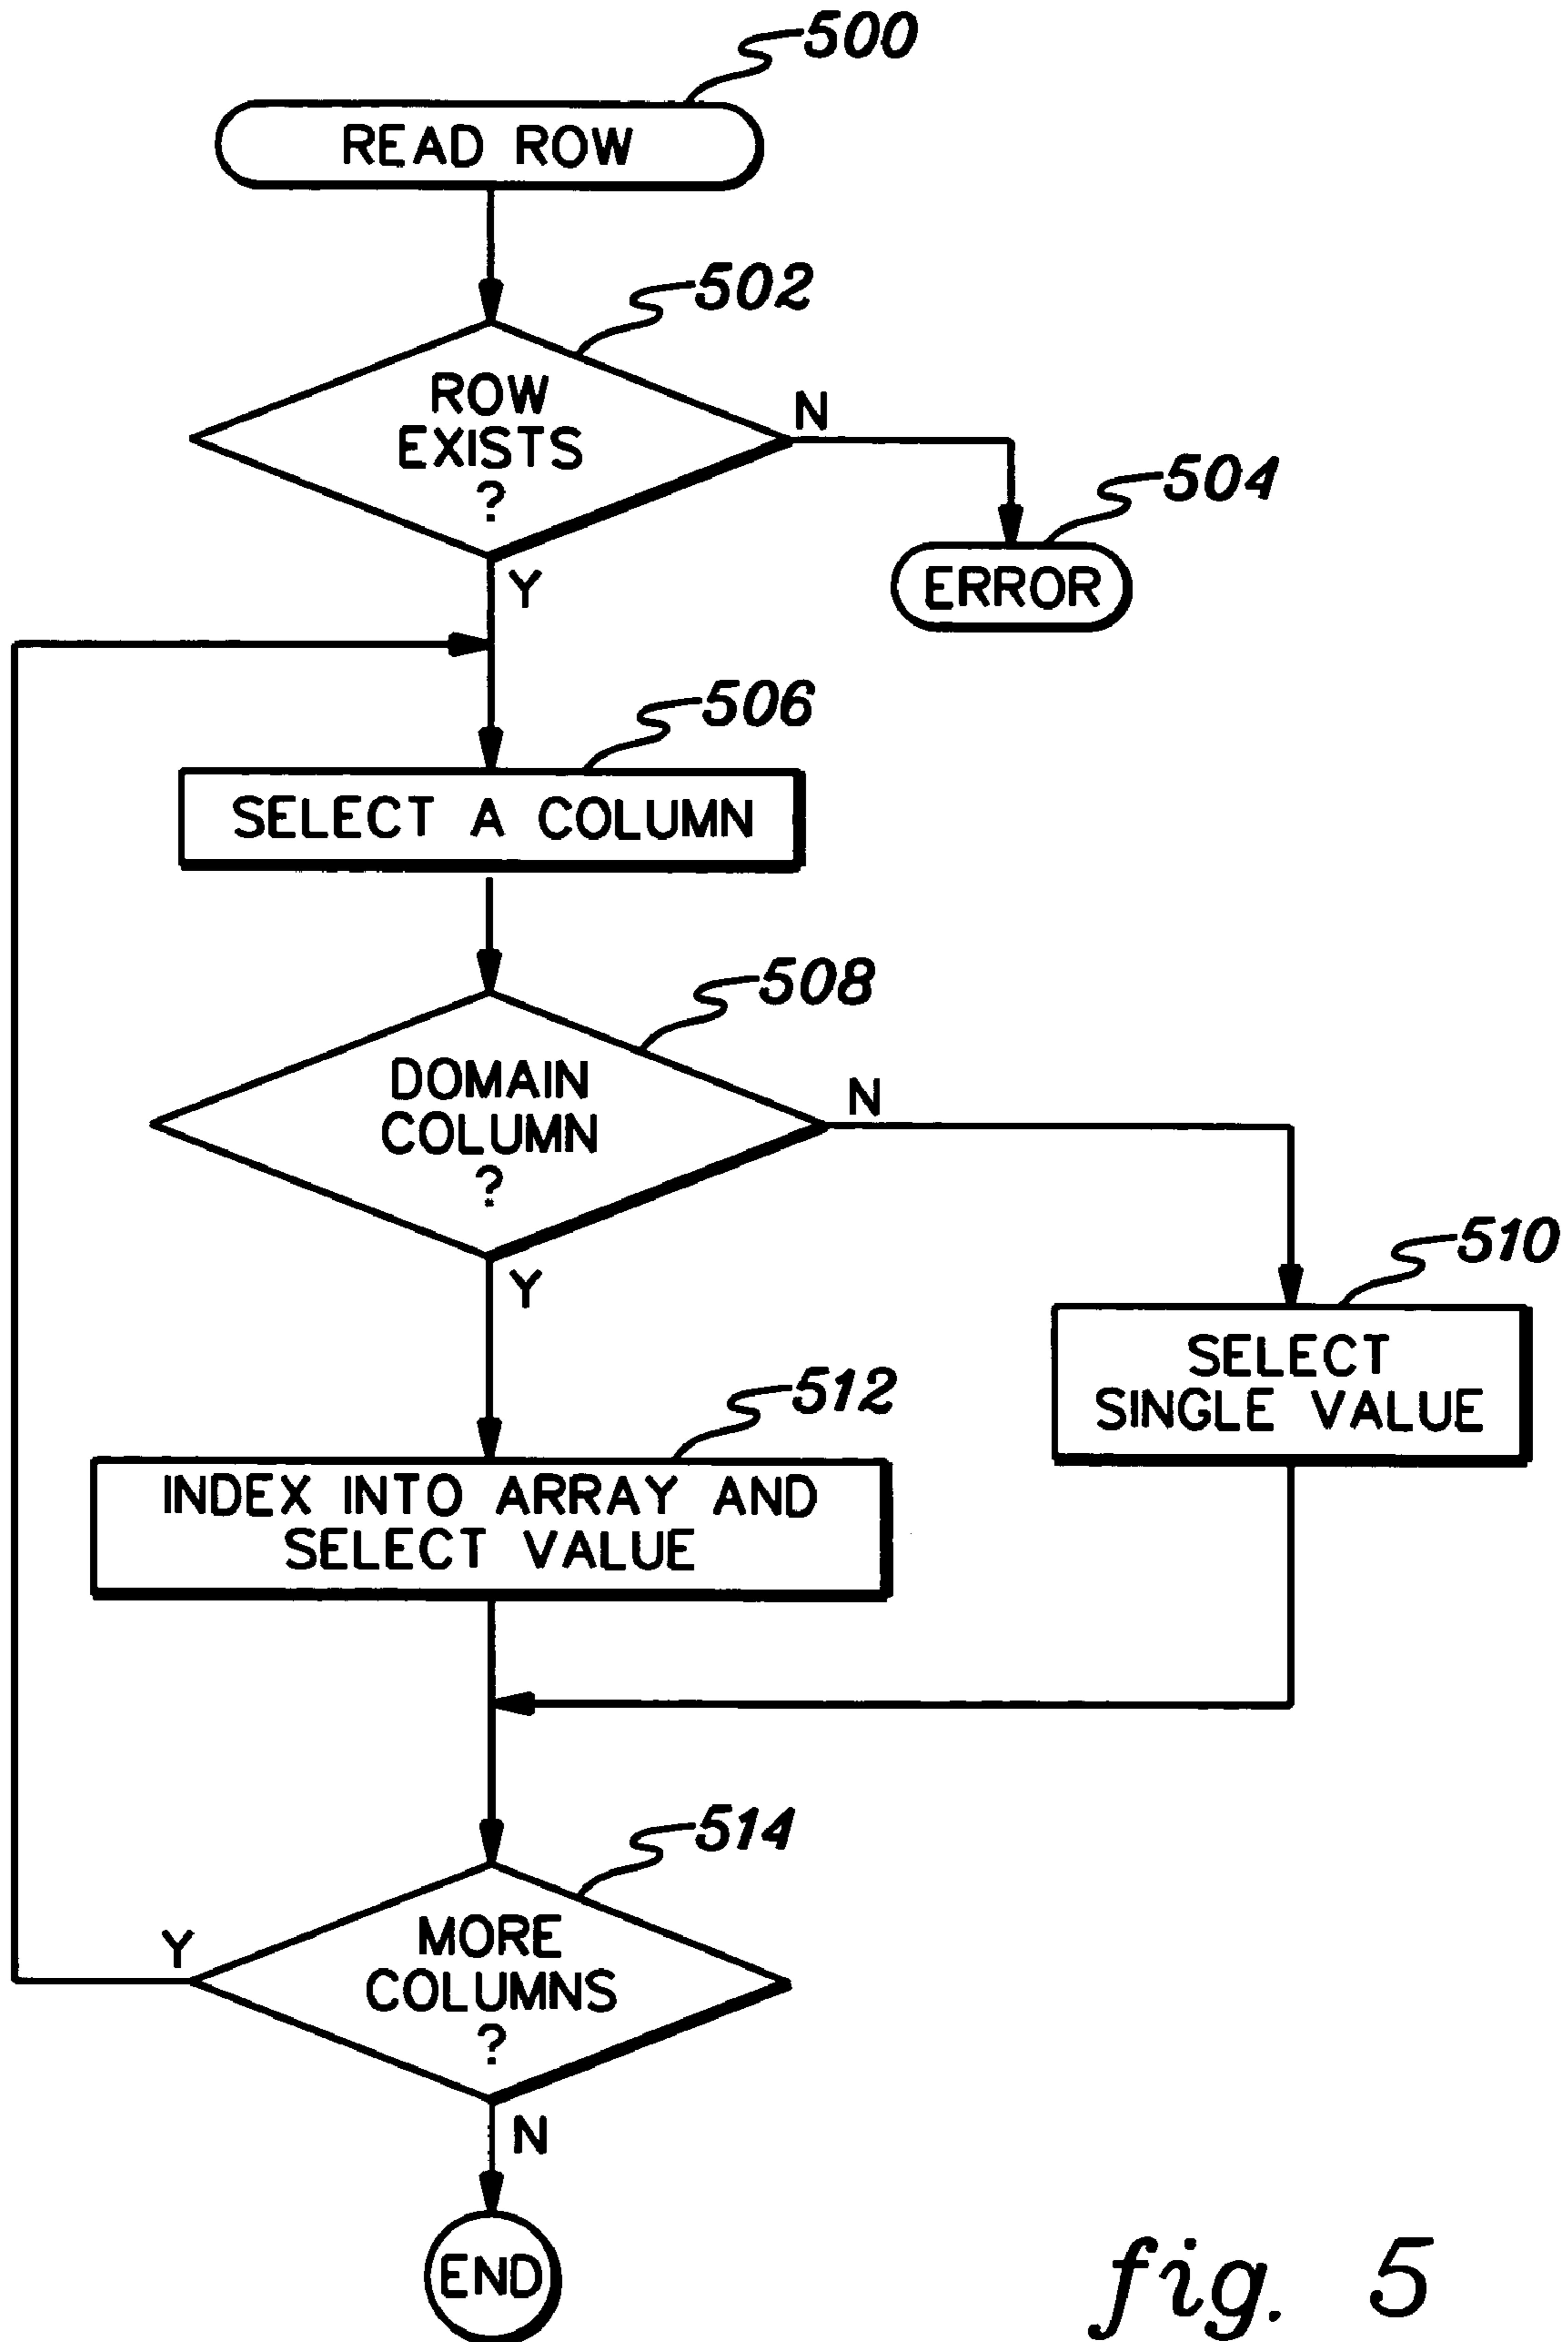 500
READ ROW
502
ROW
EXISTS
?
N
504
ERROR
Y
506
SELECT A COLUMN
508
DOMAIN
COLUMN
?
N
Y
510
SELECT
SINGLE VALUE
512
INDEX INTO ARRAY AND
SELECT VALUE
514
MORE
COLUMNS
?
Y
N
END
fig. 5